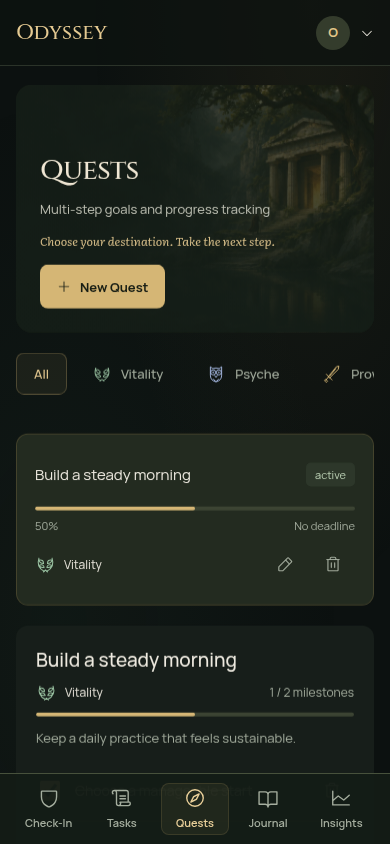 ODYSSEY
O
QUESTS
Multi-step goals and progress tracking
Choose your destination. Take the next step.
+ New Quest
All Vitality Psyche Prov
Build a steady morning active
50% No deadline
Vitality
Build a steady morning
Vitality 1 / 2 milestones
Keep a daily practice that feels sustainable.
Check-In Tasks Quests Journal Insights